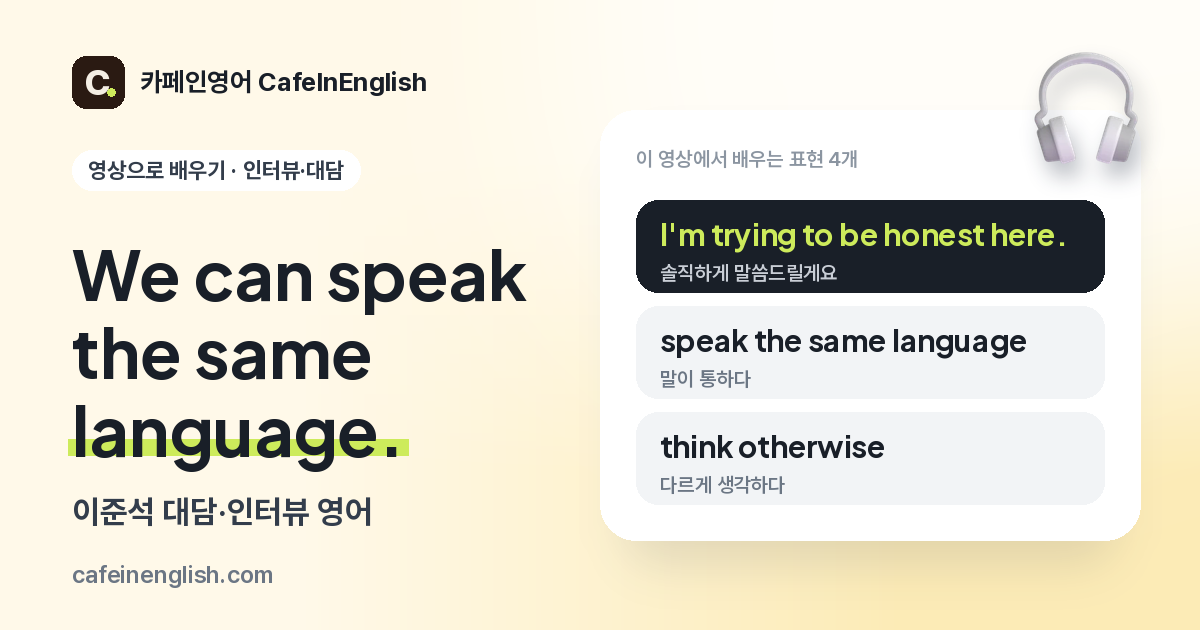 C
카페인영어 CafeInEnglish
영상으로 배우기 · 인터뷰·대담
We can speak
the same
language.
이준석 대담·인터뷰 영어
cafeinenglish.com
이 영상에서 배우는 표현 4개
I'm trying to be honest here.
솔직하게 말씀드릴게요
speak the same language
말이 통하다
think otherwise
다르게 생각하다